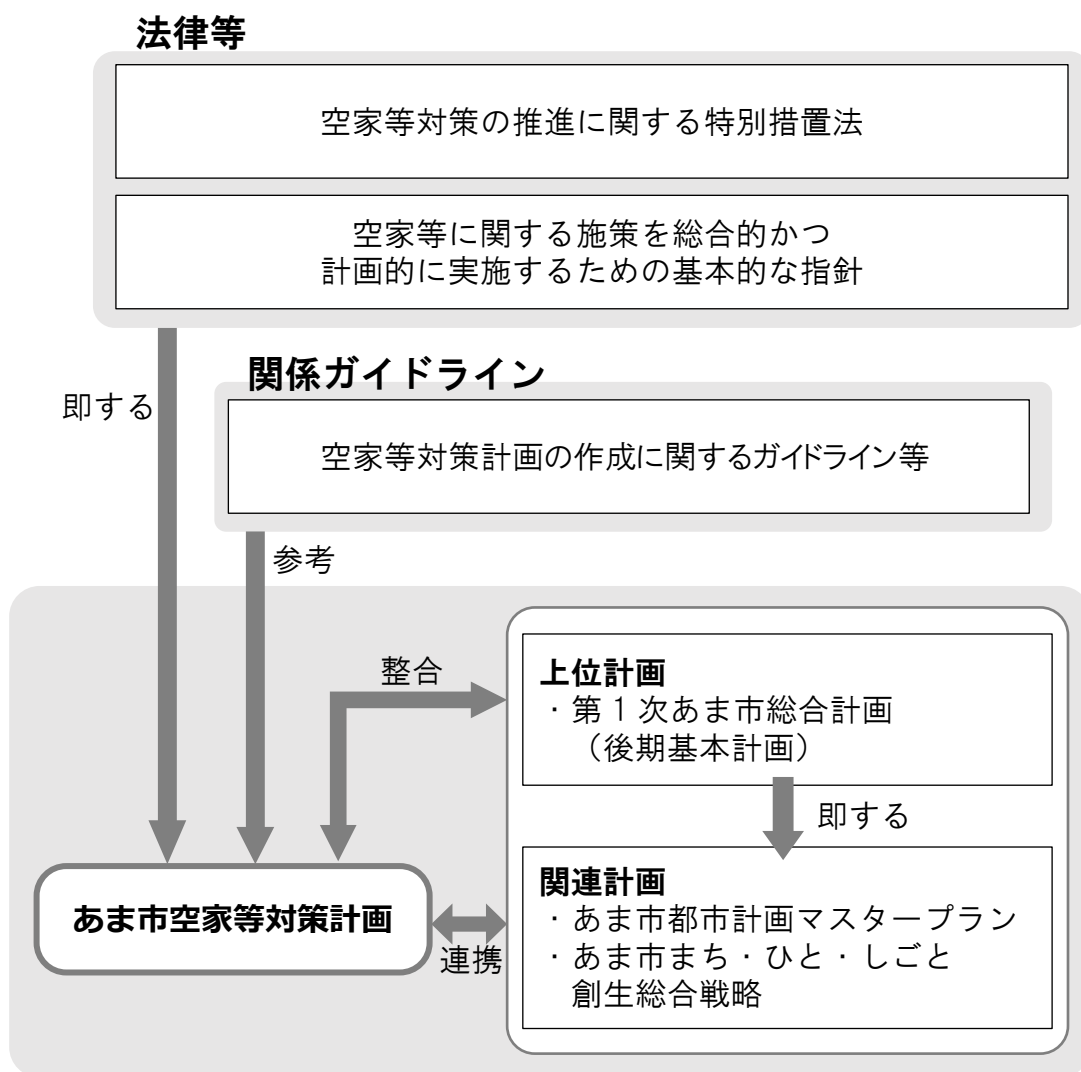 法律等
空家等対策の推進に関する特別措置法
空家等に関する施策を総合的かつ
計画的に実施するための基本的な指針
即する
関係ガイドライン
空家等対策計画の作成に関するガイドライン等
参考
整合
上位計画
・第１次あま市総合計画
（後期基本計画）
即する
あま市空家等対策計画
連携
関連計画
・あま市都市計画マスタープラン
・あま市まち・ひと・しごと
創生総合戦略